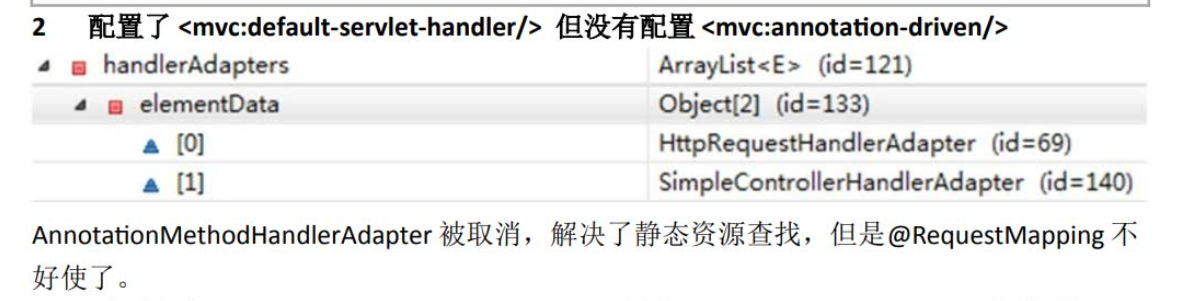 2 配置了 <mvc:default-servlet-handler/> 但没有配置 <mvc:annotation-driven/>
handlerAdapters ArrayList<E> (id=121)
elementData Object[2] (id=133)
[0] HttpRequestHandlerAdapter (id=69)
[1] SimpleControllerHandlerAdapter (id=140)
AnnotationMethodHandlerAdapter 被取消，解决了静态资源查找，但是@RequestMapping 不
好使了。